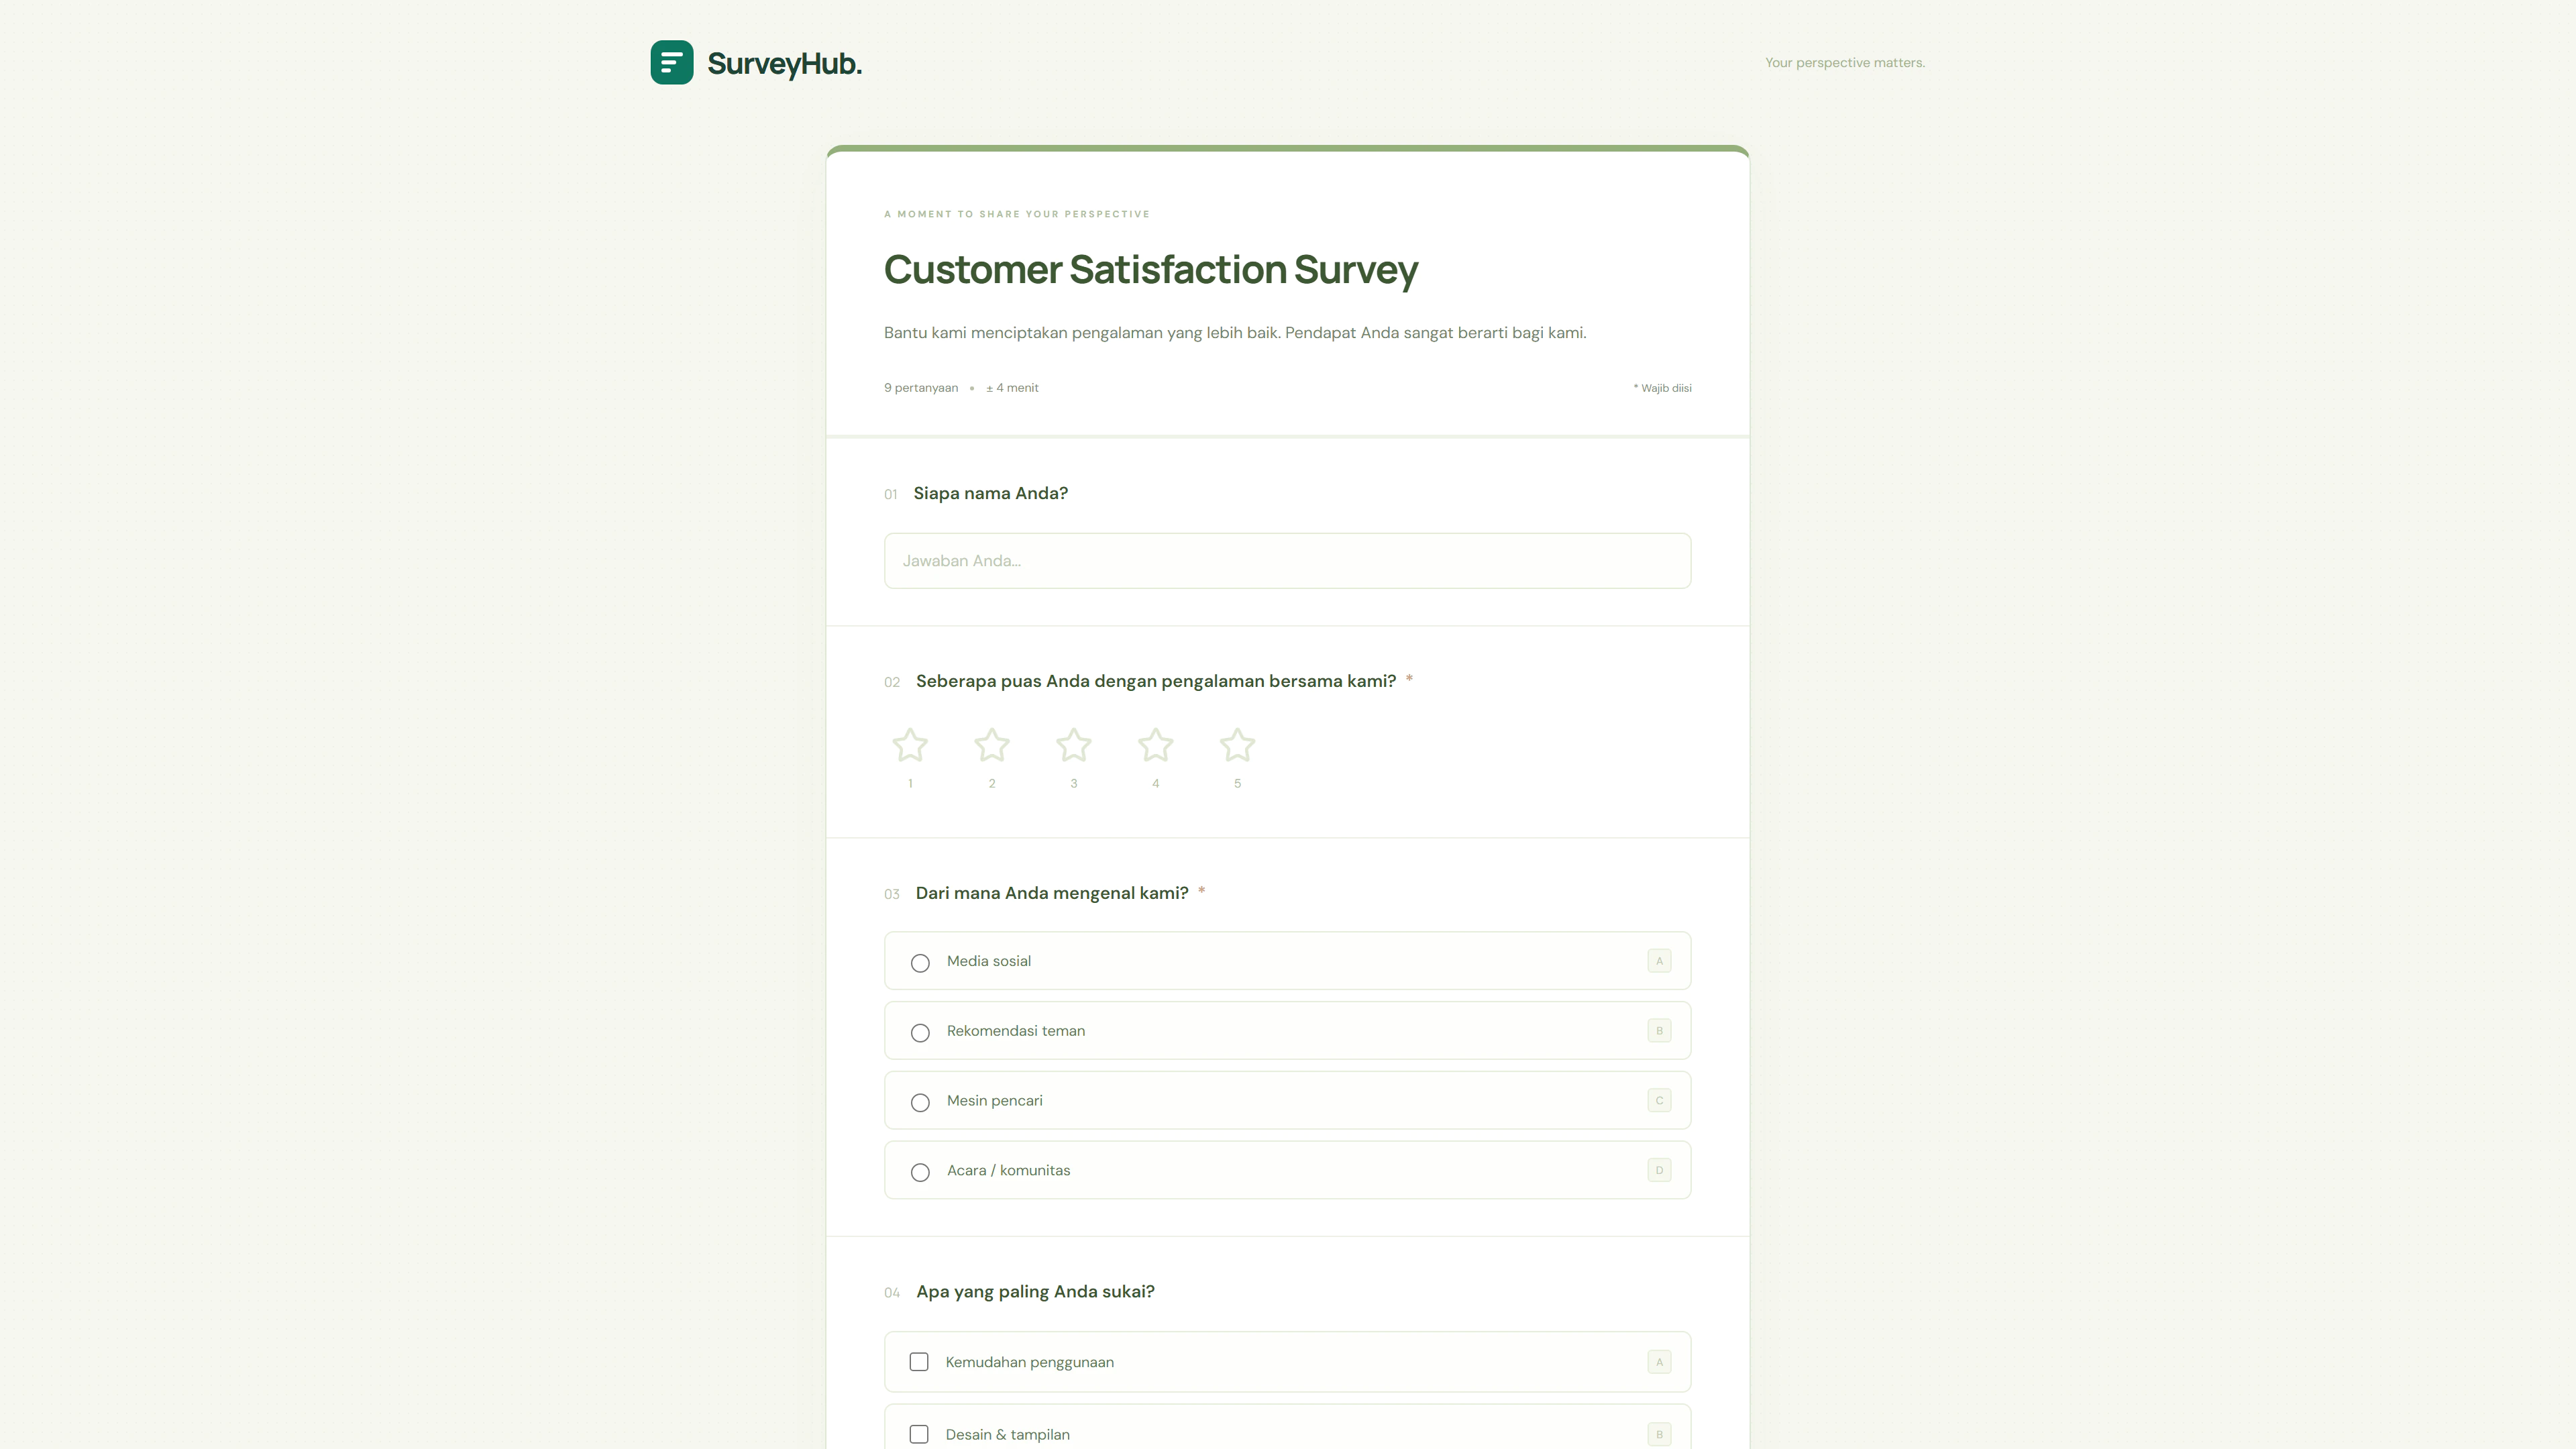 SurveyHub.
Your perspective matters.
A MOMENT TO SHARE YOUR PERSPECTIVE
Customer Satisfaction Survey
Bantu kami menciptakan pengalaman yang lebih baik. Pendapat Anda sangat berarti bagi kami.
9 pertanyaan • ± 4 menit
* Wajib diisi
01 Siapa nama Anda?
Jawaban Anda...
02 Seberapa puas Anda dengan pengalaman bersama kami? *
1 2 3 4 5
03 Dari mana Anda mengenal kami? *
Media sosial A
Rekomendasi teman B
Mesin pencari C
Acara / komunitas D
04 Apa yang paling Anda sukai?
Kemudahan penggunaan A
Desain & tampilan B